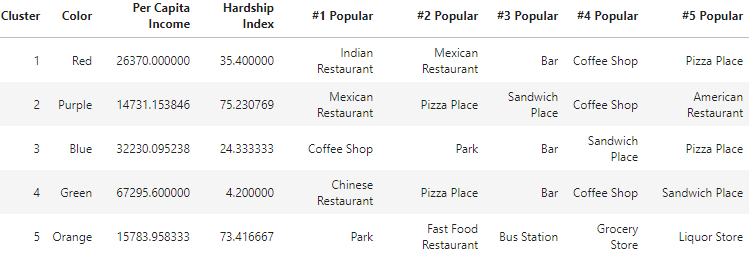 Cluster Color Per Capita Income Hardship Index #1 Popular #2 Popular #3 Popular #4 Popular #5 Popular
1 Red 26370.000000 35.400000 Indian Restaurant Mexican Restaurant Bar Coffee Shop Pizza Place
2 Purple 14731.153846 75.230769 Mexican Restaurant Pizza Place Sandwich Place Coffee Shop American Restaurant
3 Blue 32230.095238 24.333333 Coffee Shop Park Bar Sandwich Place Pizza Place
4 Green 67295.600000 4.200000 Chinese Restaurant Pizza Place Bar Coffee Shop Sandwich Place
5 Orange 15783.958333 73.416667 Park Fast Food Restaurant Bus Station Grocery Store Liquor Store